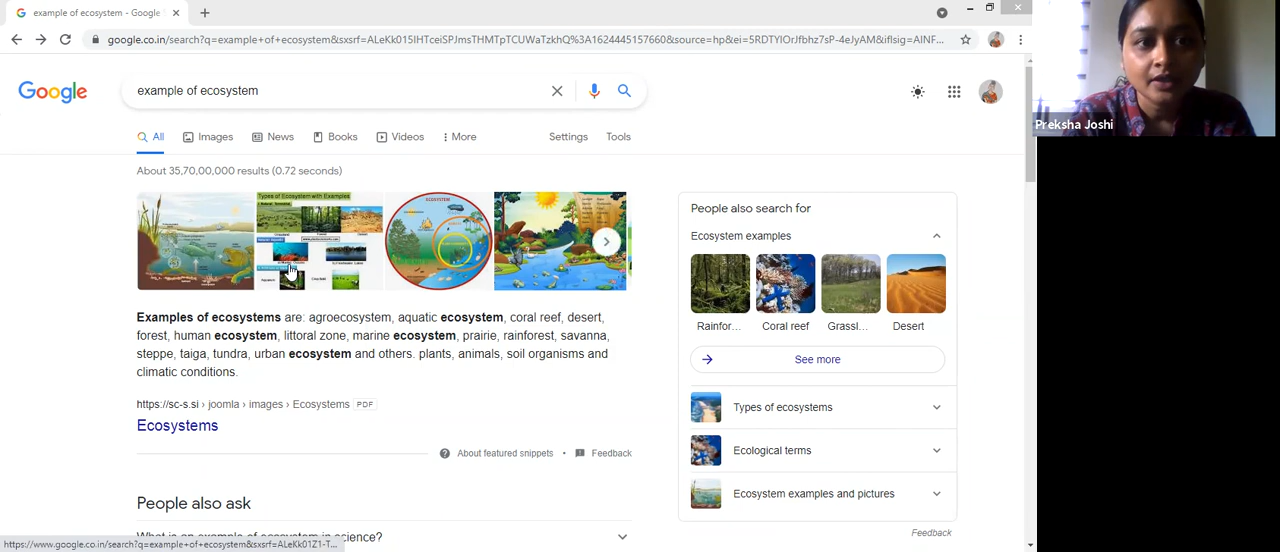 example of ecosystem - Google
google.co.in/search?q=example+of+ecosystem&sxsrf=ALeKk015IHTceiSPJmsTHMTpTCUWaTzkhQ%3A1624445157660&source=hp&ei=5RDTYIOrJfbhz7sP-4eJyAM&iflsig=AINF...
Preksha Joshi
Google
example of ecosystem
All
Images
News
Books
Videos
More
Settings
Tools
About 35,70,00,000 results (0.72 seconds)
Types of Ecosystem with Examples
ECOSYSTEM
Examples of ecosystems are: agroecosystem, aquatic ecosystem, coral reef, desert,
forest, human ecosystem, littoral zone, marine ecosystem, prairie, rainforest, savanna,
steppe, taiga, tundra, urban ecosystem and others. plants, animals, soil organisms and
climatic conditions.
https://sc-s.si › joomla › images › Ecosystems PDF
Ecosystems
About featured snippets • Feedback
People also ask
What is an example of ecosystem in science?
People also search for
Ecosystem examples
Rainfor...
Coral reef
Grassl...
Desert
See more
Types of ecosystems
Ecological terms
Ecosystem examples and pictures
Feedback
https://www.google.co.in/search?q=example+of+ecosystem&sxsrf=ALeKk01Z1-T...